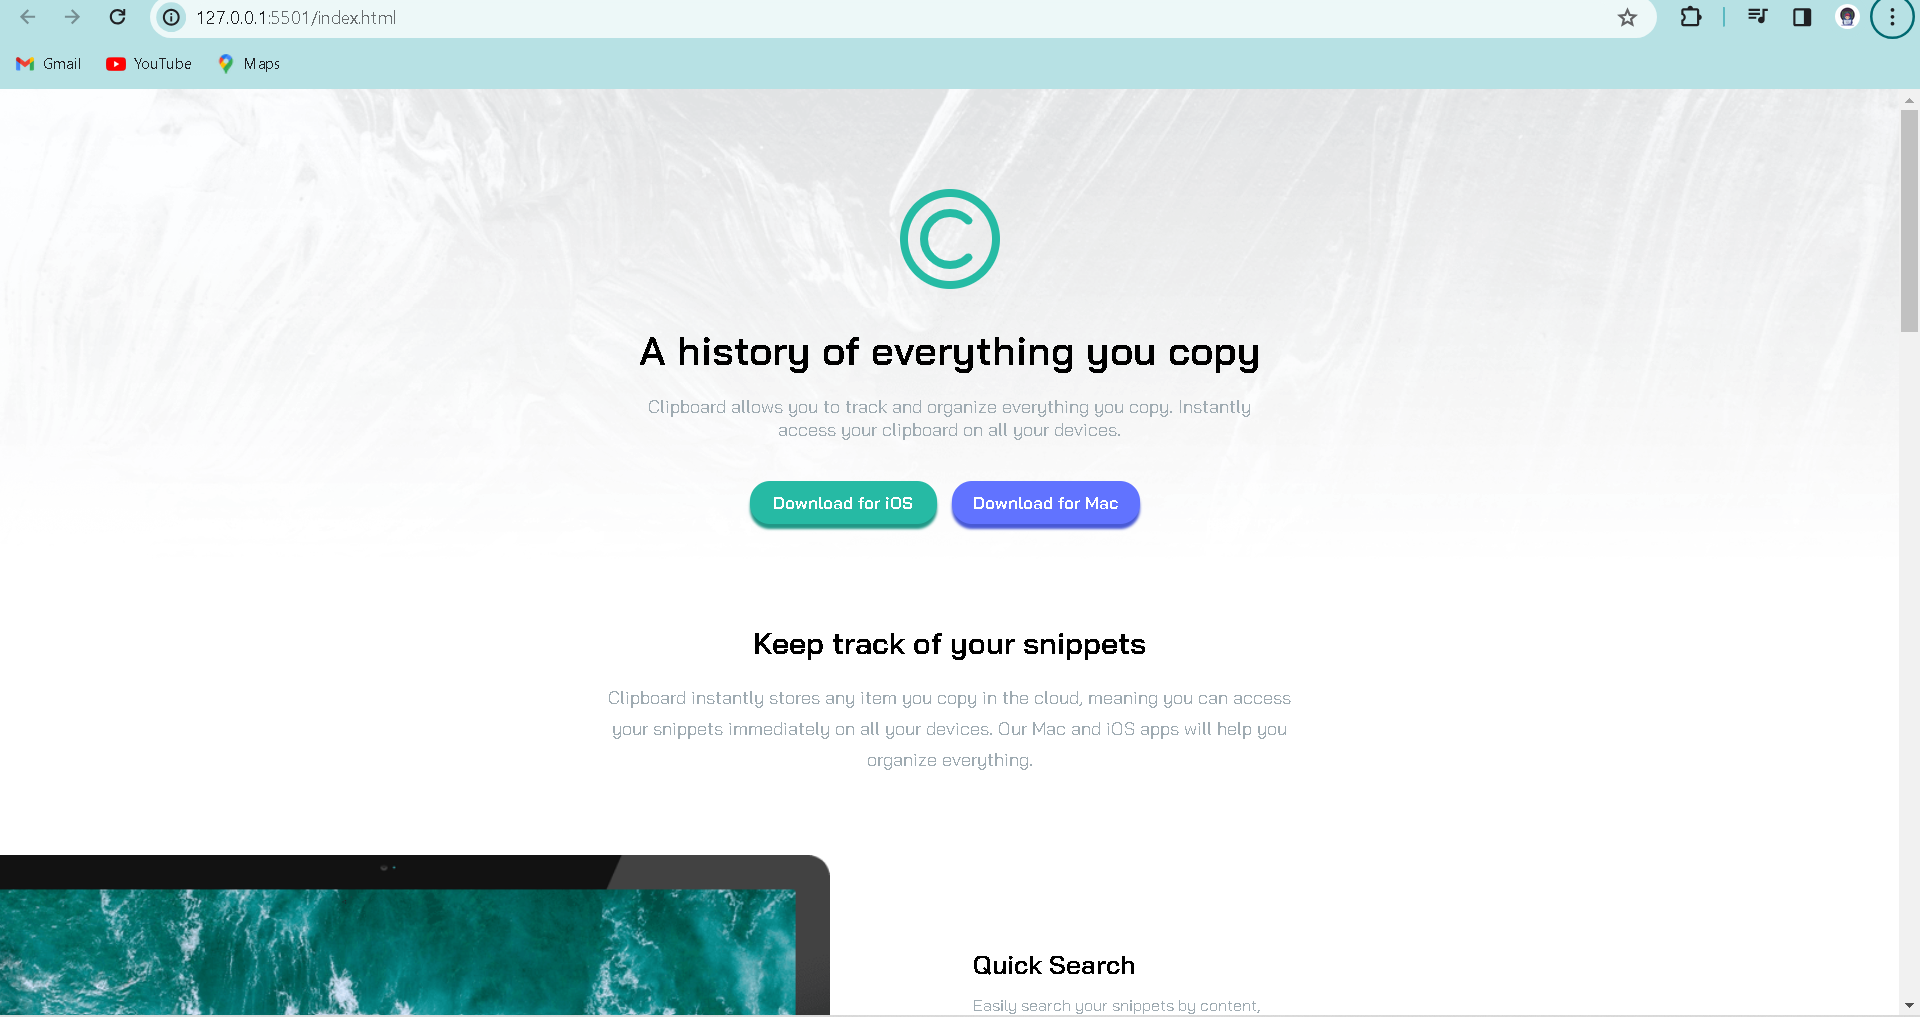 127.0.0.1:5501/index.html
Gmail
YouTube
Maps
A history of everything you copy
Clipboard allows you to track and organize everything you copy. Instantly
access your clipboard on all your devices.
Download for iOS
Download for Mac
Keep track of your snippets
Clipboard instantly stores any item you copy in the cloud, meaning you can access
your snippets immediately on all your devices. Our Mac and iOS apps will help you
organize everything.
Quick Search
Easily search your snippets by content,